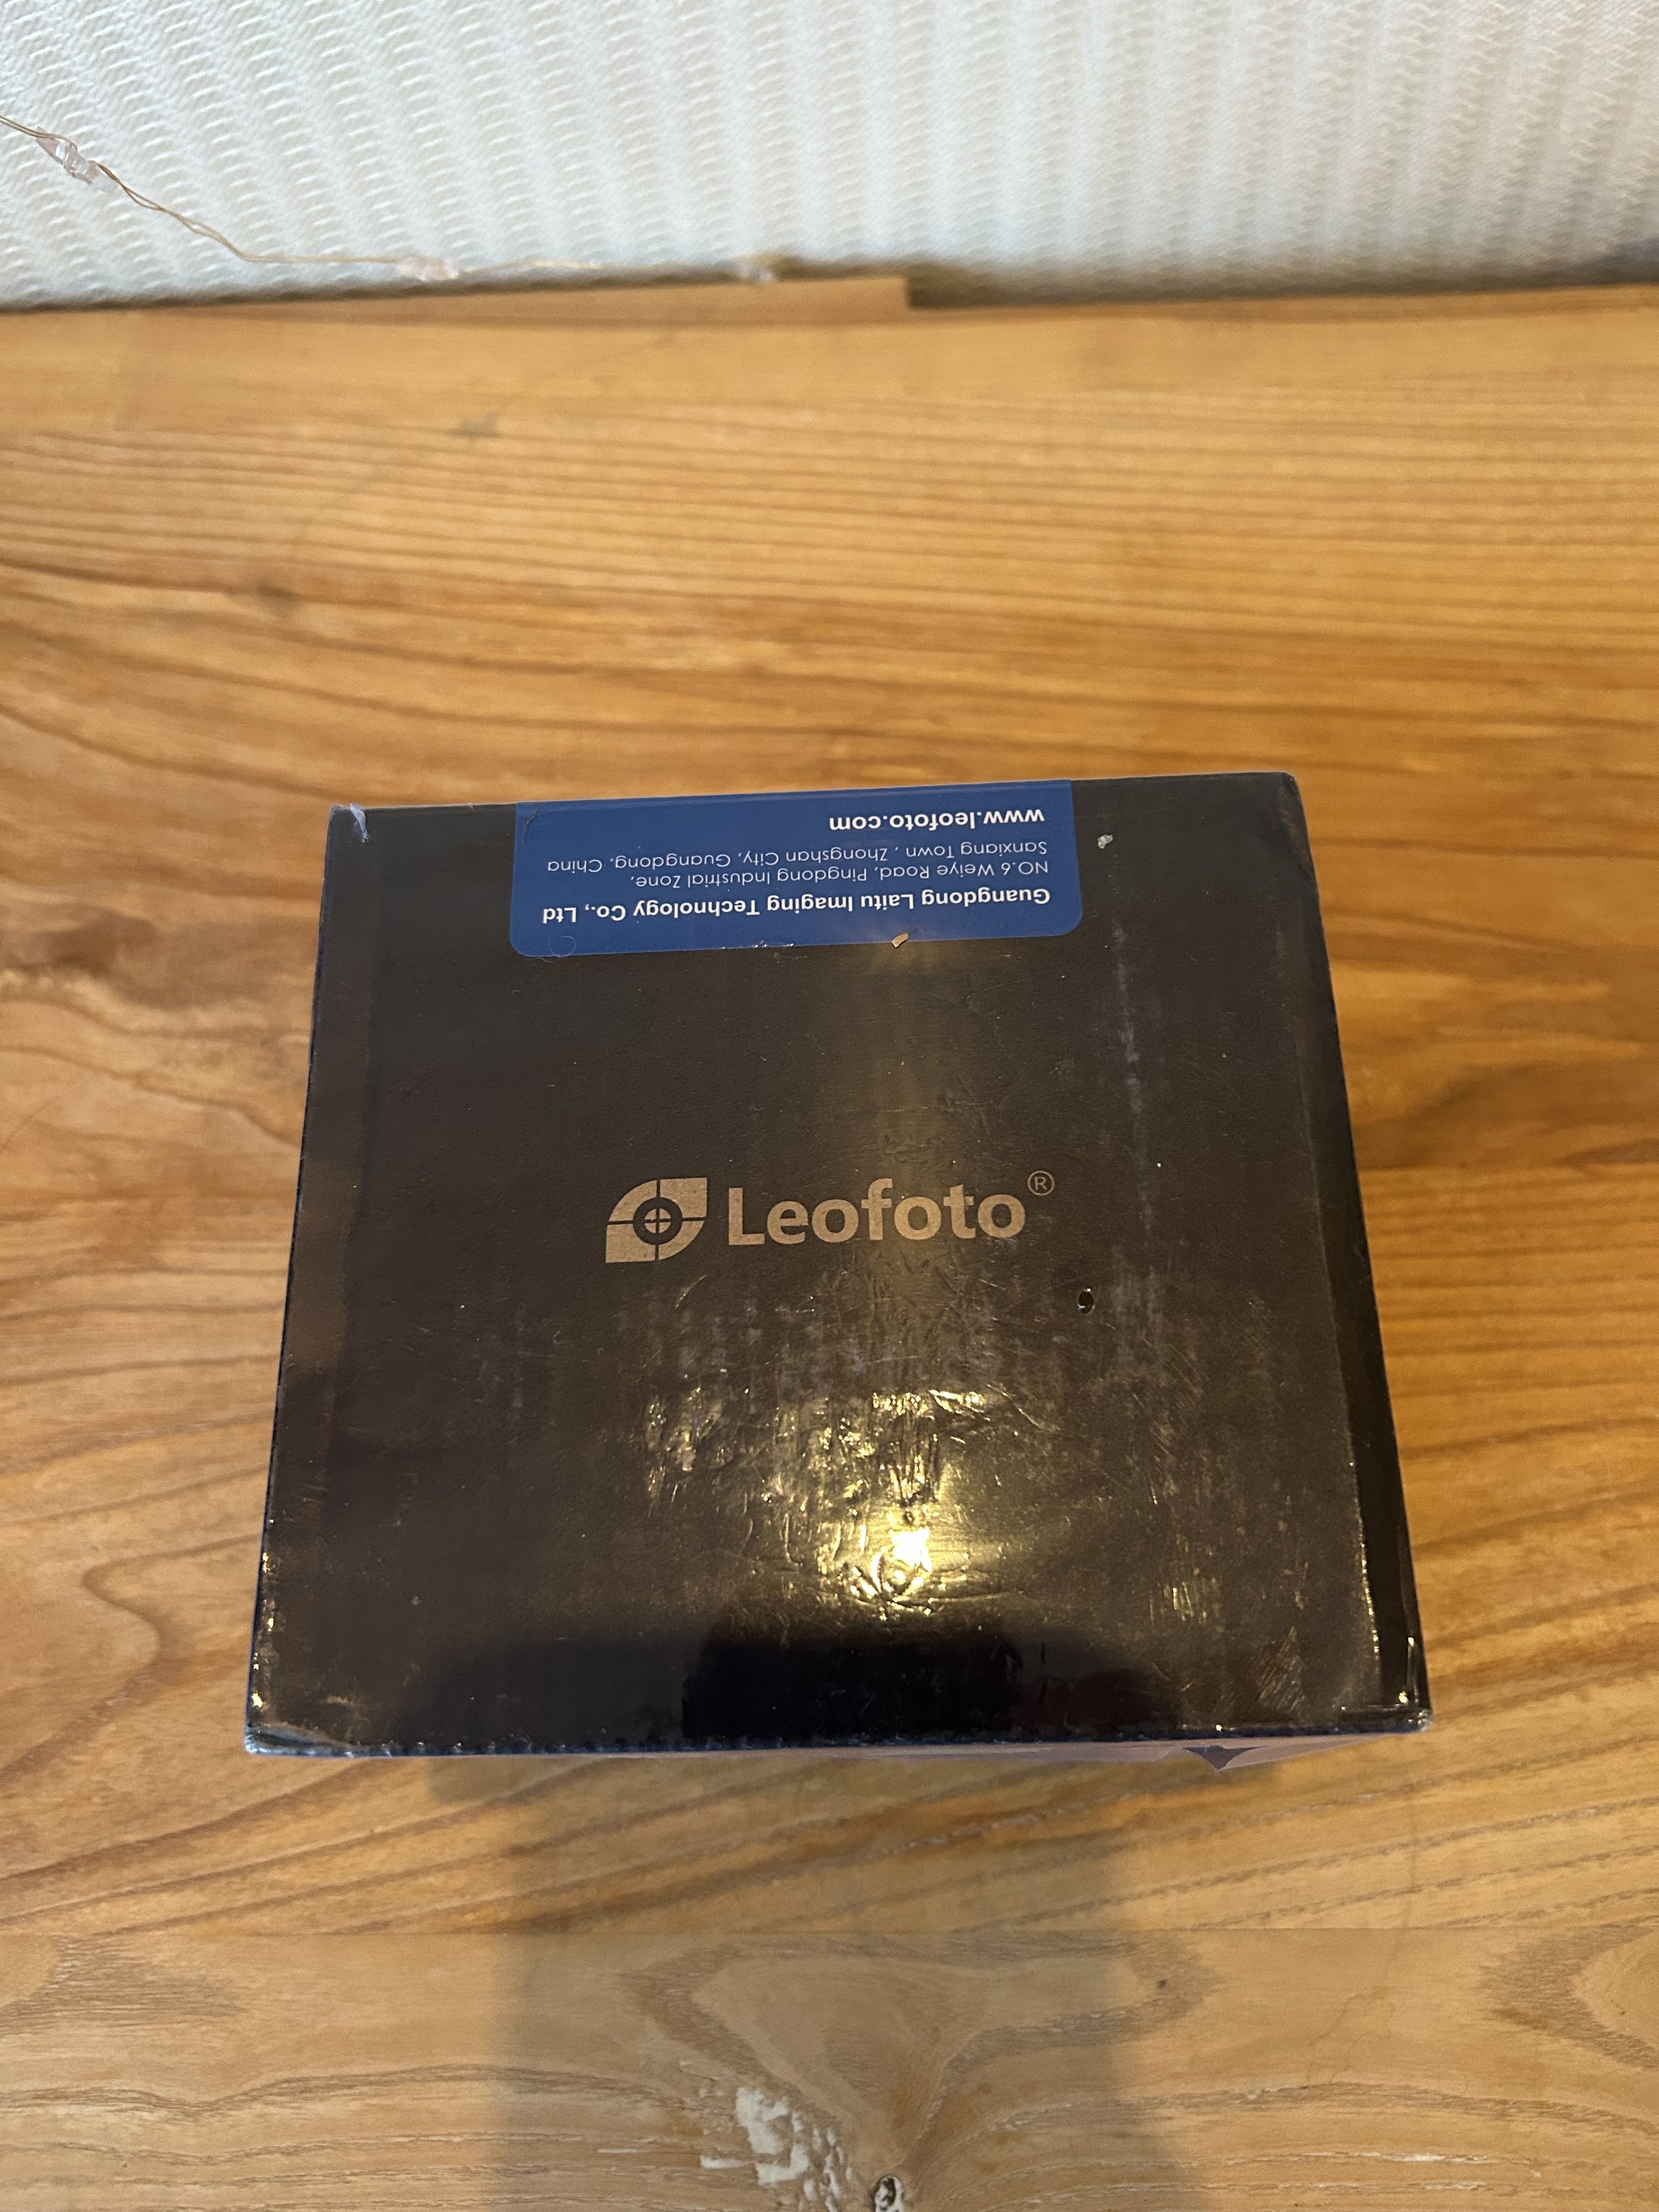 Guangdong Laitu Imaging Technology Co., Ltd
NO.6 Weiye Road, Pingdong Industrial Zone,
Sanxiang Town , Zhongshan City, Guangdong, China
www.leofoto.com
Leofoto®